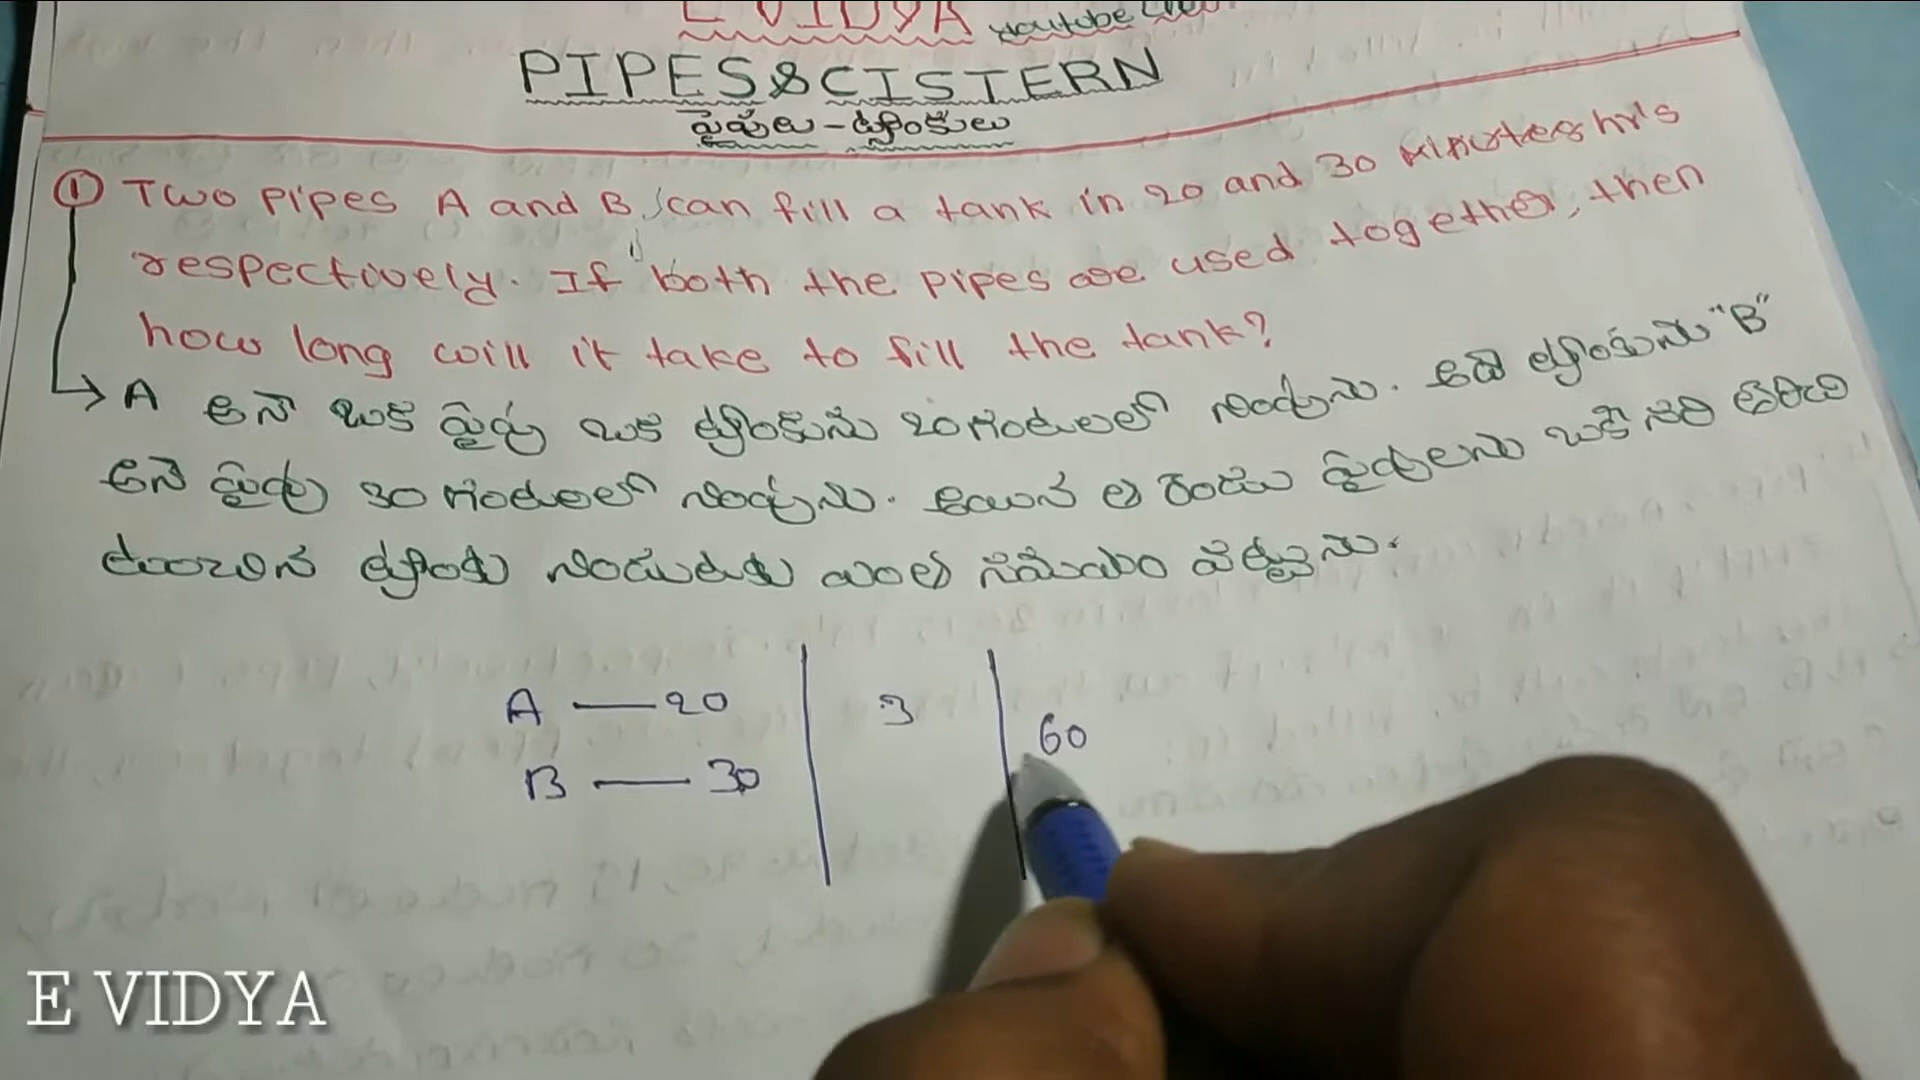 E VIDYA youtube
PIPES & CISTERN
పైపులు - ట్యాంకులు
① Two pipes A and B, can fill a tank in 20 and 30 minutes hr's
respectively. If both the pipes are used together, then
how long will it take to fill the tank?
A అనే ఒక పైపు ఒక ట్యాంకును 20గంటలలో నింపును. అదే ట్యాంకును "B"
అనే పైపు 30 గంటలలో నింపును. అయిన ఆ రెండు పైపులను ఒకే సారి
ట్యాంకు నిండుటకు ఎంత సమయం పట్టును.
A — 20 3
60
B — 30
E VIDYA